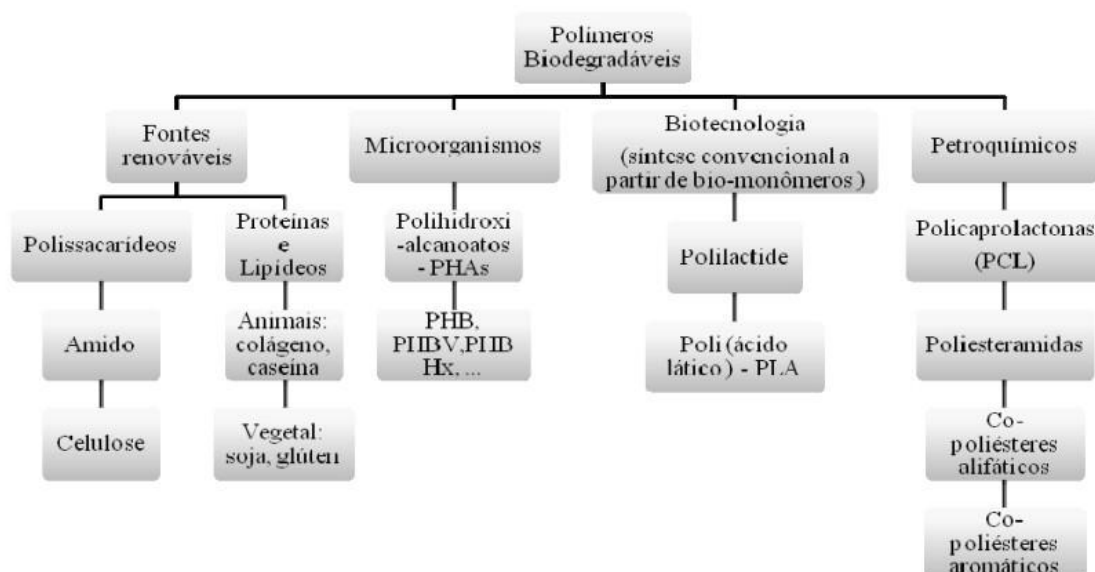 Polímeros
Biodegradáveis
Fontes
renováveis
Microorganismos
Biotecnologia
(síntese convencional a
partir de bio-monômeros)
Petroquímicos
Polissacarídeos
Proteínas
e
Lipídeos
Polihidroxi
-alcanoatos
- PHAs
Polilactide
Policaprolactonas
(PCL)
Amido
Animais:
colágeno,
caseína
PHB,
PHBV,PHB
Hx, ...
Poli (ácido
lático) - PLA
Poliesteramidas
Celulose
Vegetal:
soja, glúten
Co-
poliésteres
alifáticos
Co-
poliésteres
aromáticos